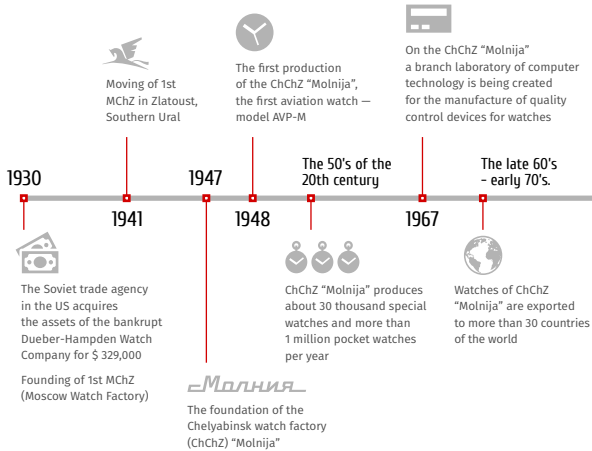 Moving of 1st
MChZ in Zlatoust,
Southern Ural
The first production
of the ChChZ “Molnija”,
the first aviation watch —
model AVP-M
On the ChChZ “Molnija”
a branch laboratory of computer
technology is being created
for the manufacture of quality
control devices for watches
1930
1947
The 50's of the
20th century
The late 60's
- early 70's.
1941
1948
1967
The Soviet trade agency
in the US acquires
the assets of the bankrupt
Dueber-Hampden Watch
Company for $ 329,000
Founding of 1st MChZ
(Moscow Watch Factory)
ChChZ “Molnija” produces
about 30 thousand special
watches and more than
1 million pocket watches
per year
Watches of ChChZ
“Molnija” are exported
to more than 30 countries
of the world
Молния
The foundation of the
Chelyabinsk watch factory
(ChChZ) “Molnija”